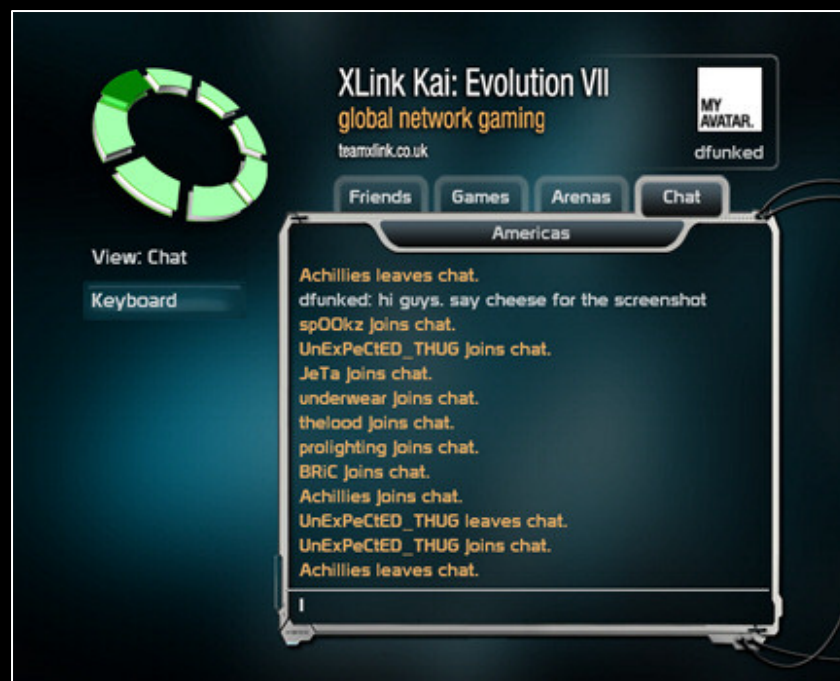 XLink Kai: Evolution VII
global network gaming
teamxlink.co.uk
MY
AVATAR.
dfunked
Friends
Games
Arenas
Chat
Americas
View: Chat
Keyboard
Achillies leaves chat.
dfunked: hi guys. say cheese for the screenshot
spOOkz joins chat.
UnExPeCtED_THUG joins chat.
JeTa joins chat.
underwear joins chat.
thelood joins chat.
prolighting joins chat.
BRiC joins chat.
Achillies joins chat.
UnExPeCtED_THUG leaves chat.
UnExPeCtED_THUG joins chat.
Achillies leaves chat.